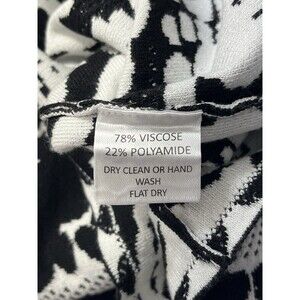 78% VISCOSE
22% POLYAMIDE
DRY CLEAN OR HAND
WASH
FLAT DRY